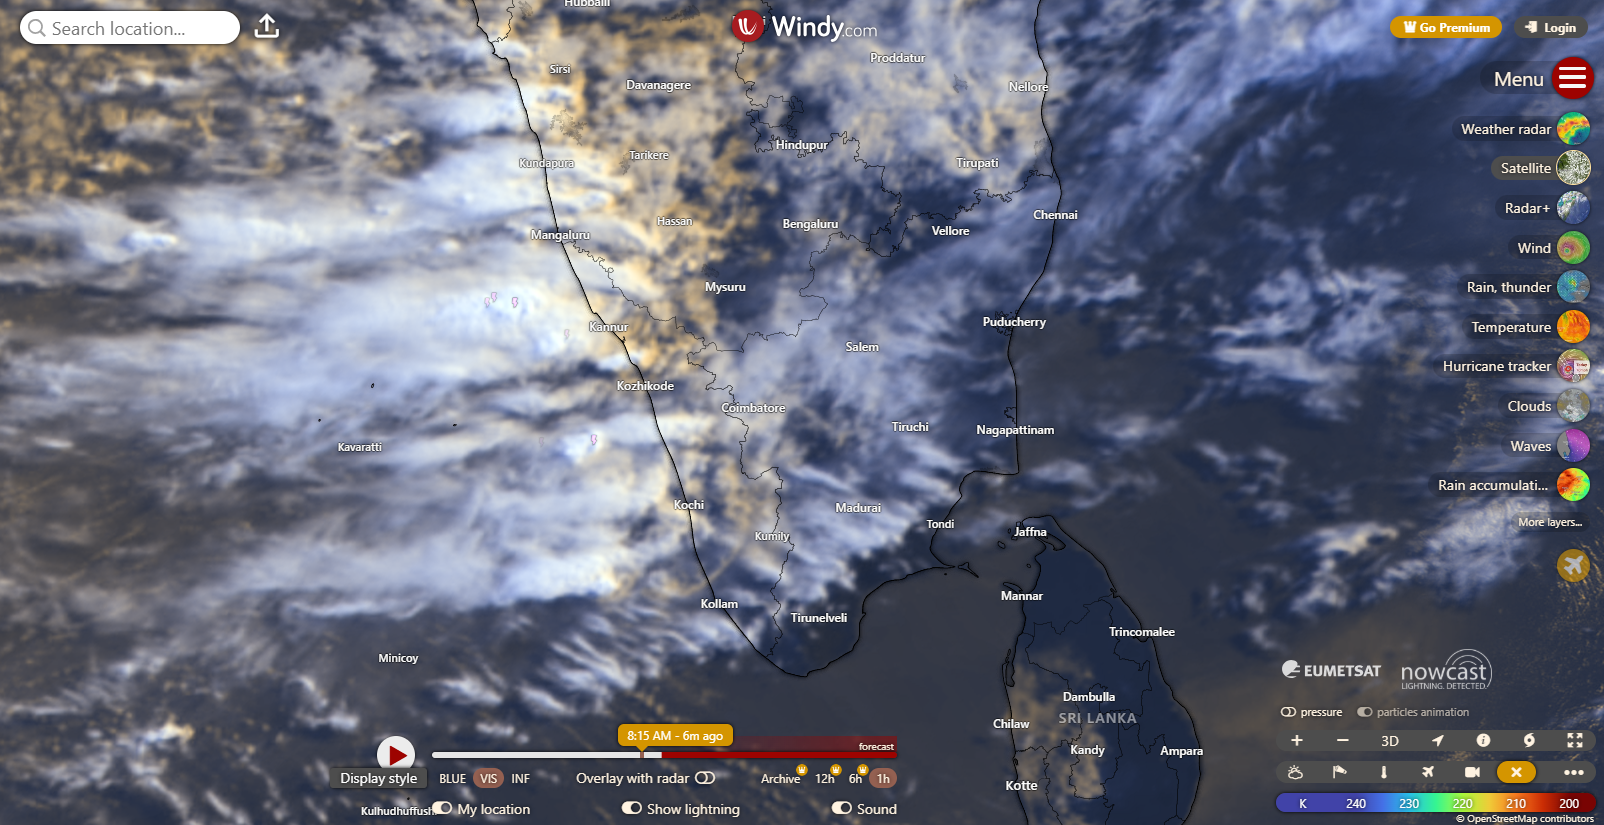 Hubballi
Search location...
Windy.com
Go Premium
Login
Sirsi
Davanagere
Proddatur
Nellore
Menu
Weather radar
Kundapura
Tarikere
Hindupur
Tirupati
Satellite
Radar+
Mangaluru
Hassan
Bengaluru
Vellore
Chennai
Wind
Mysuru
Rain, thunder
Kannur
Puducherry
Temperature
Salem
Hurricane tracker
Kozhikode
Coimbatore
Clouds
Kavaratti
Tiruchi
Nagapattinam
Waves
Rain accumulati...
Kochi
Madurai
Tondi
Jaffna
More layers...
Kumily
Mannar
Kollam
Tirunelveli
Trincomalee
Minicoy
EUMETSAT
nowcast
LIGHTNING. DETECTED.
Dambulla
SRI LANKA
pressure
particles animation
Chilaw
8:15 AM - 6m ago
forecast
Kandy
Ampara
3D
Display style
BLUE
VIS
INF
Overlay with radar
Archive
12h
6h
1h
Kotte
Kulhudhuffushi
My location
Show lightning
Sound
K
240
230
220
210
200
© OpenStreetMap contributors